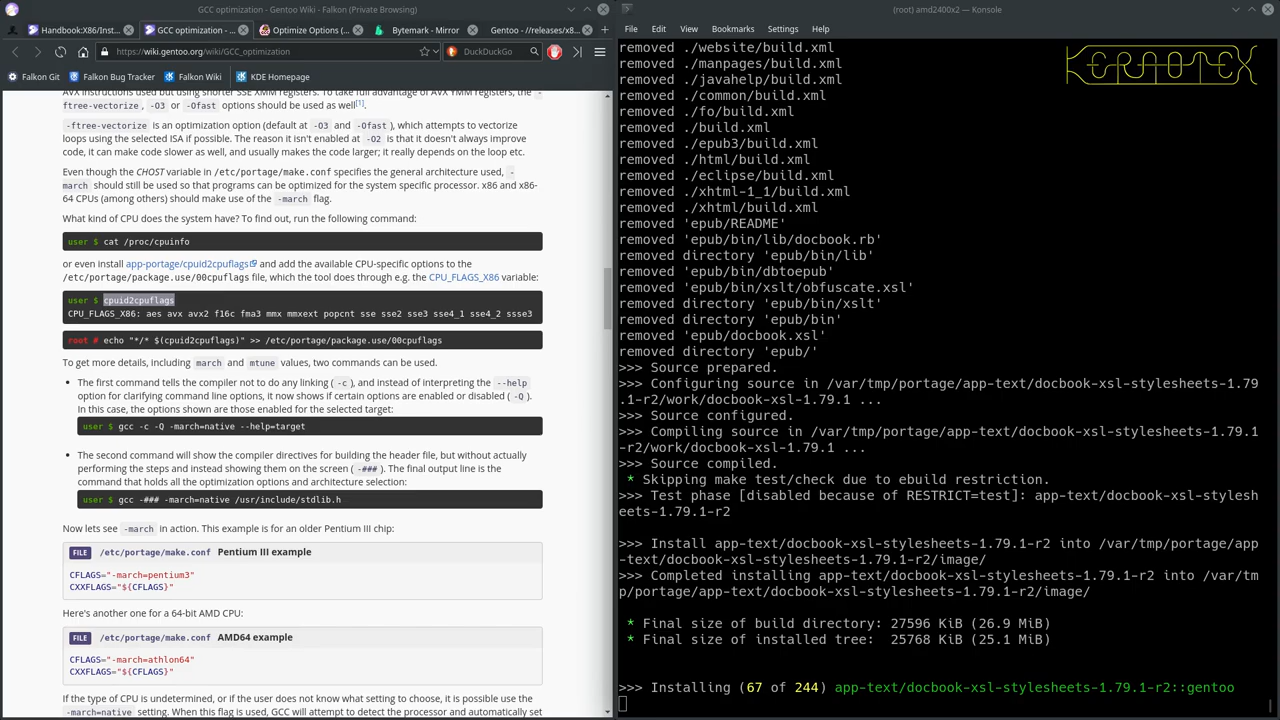 GCC optimization - Gentoo Wiki - Falkon (Private Browsing)
Handbook:X86/Inst...
GCC optimization -...
Optimize Options (...
Bytemark - Mirror
Gentoo - //releases/x8...
https://wiki.gentoo.org/wiki/GCC_optimization
DuckDuckGo
Falkon Git
Falkon Bug Tracker
Falkon Wiki
KDE Homepage
AVX instructions used but using shorter SSE XMM registers. To take full advantage of AVX YMM registers, the -
ftree-vectorize , -O3 or -Ofast options should be used as well[1].
-ftree-vectorize is an optimization option (default at -O3 and -Ofast), which attempts to vectorize
loops using the selected ISA if possible. The reason it isn't enabled at -O2 is that it doesn't always improve
code, it can make code slower as well, and usually makes the code larger; it really depends on the loop etc.
Even though the CHOST variable in /etc/portage/make.conf specifies the general architecture used, -
march should still be used so that programs can be optimized for the system specific processor. x86 and x86-
64 CPUs (among others) should make use of the -march flag.
What kind of CPU does the system have? To find out, run the following command:
user $ cat /proc/cpuinfo
or even install app-portage/cpuid2cpuflags and add the available CPU-specific options to the
/etc/portage/package.use/00cpuflags file, which the tool does through e.g. the CPU_FLAGS_X86 variable:
user $ cpuid2cpuflags
CPU_FLAGS_X86: aes avx avx2 f16c fma3 mmx mmxext popcnt sse sse2 sse3 sse4_1 sse4_2 ssse3
root # echo "*/* $(cpuid2cpuflags)" >> /etc/portage/package.use/00cpuflags
To get more details, including march and mtune values, two commands can be used.
The first command tells the compiler not to do any linking ( -c ), and instead of interpreting the --help
option for clarifying command line options, it now shows if certain options are enabled or disabled ( -Q ).
In this case, the options shown are those enabled for the selected target:
user $ gcc -c -Q -march=native --help=target
The second command will show the compiler directives for building the header file, but without actually
performing the steps and instead showing them on the screen ( -### ). The final output line is the
command that holds all the optimization options and architecture selection:
user $ gcc -### -march=native /usr/include/stdlib.h
Now lets see -march in action. This example is for an older Pentium III chip:
FILE /etc/portage/make.conf Pentium III example
CFLAGS="-march=pentium3"
CXXFLAGS="${CFLAGS}"
Here's another one for a 64-bit AMD CPU:
FILE /etc/portage/make.conf AMD64 example
CFLAGS="-march=athlon64"
CXXFLAGS="${CFLAGS}"
If the type of CPU is undetermined, or if the user does not know what setting to choose, it is possible use the
-march=native setting. When this flag is used, GCC will attempt to detect the processor and automatically set
(root) amd2400x2 — Konsole
File Edit View Bookmarks Settings Help
removed ./website/build.xml
removed ./manpages/build.xml
removed ./javahelp/build.xml
removed ./common/build.xml
removed ./fo/build.xml
removed ./build.xml
removed ./epub3/build.xml
removed ./html/build.xml
removed ./eclipse/build.xml
removed ./xhtml-1_1/build.xml
removed ./xhtml/build.xml
removed 'epub/README'
removed 'epub/bin/lib/docbook.rb'
removed directory 'epub/bin/lib'
removed 'epub/bin/dbtoepub'
removed 'epub/bin/xslt/obfuscate.xsl'
removed directory 'epub/bin/xslt'
removed directory 'epub/bin'
removed 'epub/docbook.xsl'
removed directory 'epub/'
>>> Source prepared.
>>> Configuring source in /var/tmp/portage/app-text/docbook-xsl-stylesheets-1.79
.1-r2/work/docbook-xsl-1.79.1 ...
>>> Source configured.
>>> Compiling source in /var/tmp/portage/app-text/docbook-xsl-stylesheets-1.79.1
-r2/work/docbook-xsl-1.79.1 ...
>>> Source compiled.
* Skipping make test/check due to ebuild restriction.
>>> Test phase [disabled because of RESTRICT=test]: app-text/docbook-xsl-stylesh
eets-1.79.1-r2
>>> Install app-text/docbook-xsl-stylesheets-1.79.1-r2 into /var/tmp/portage/app
-text/docbook-xsl-stylesheets-1.79.1-r2/image/
>>> Completed installing app-text/docbook-xsl-stylesheets-1.79.1-r2 into /var/tm
p/portage/app-text/docbook-xsl-stylesheets-1.79.1-r2/image/
* Final size of build directory: 27596 KiB (26.9 MiB)
* Final size of installed tree: 25768 KiB (25.1 MiB)
>>> Installing (67 of 244) app-text/docbook-xsl-stylesheets-1.79.1-r2::gentoo